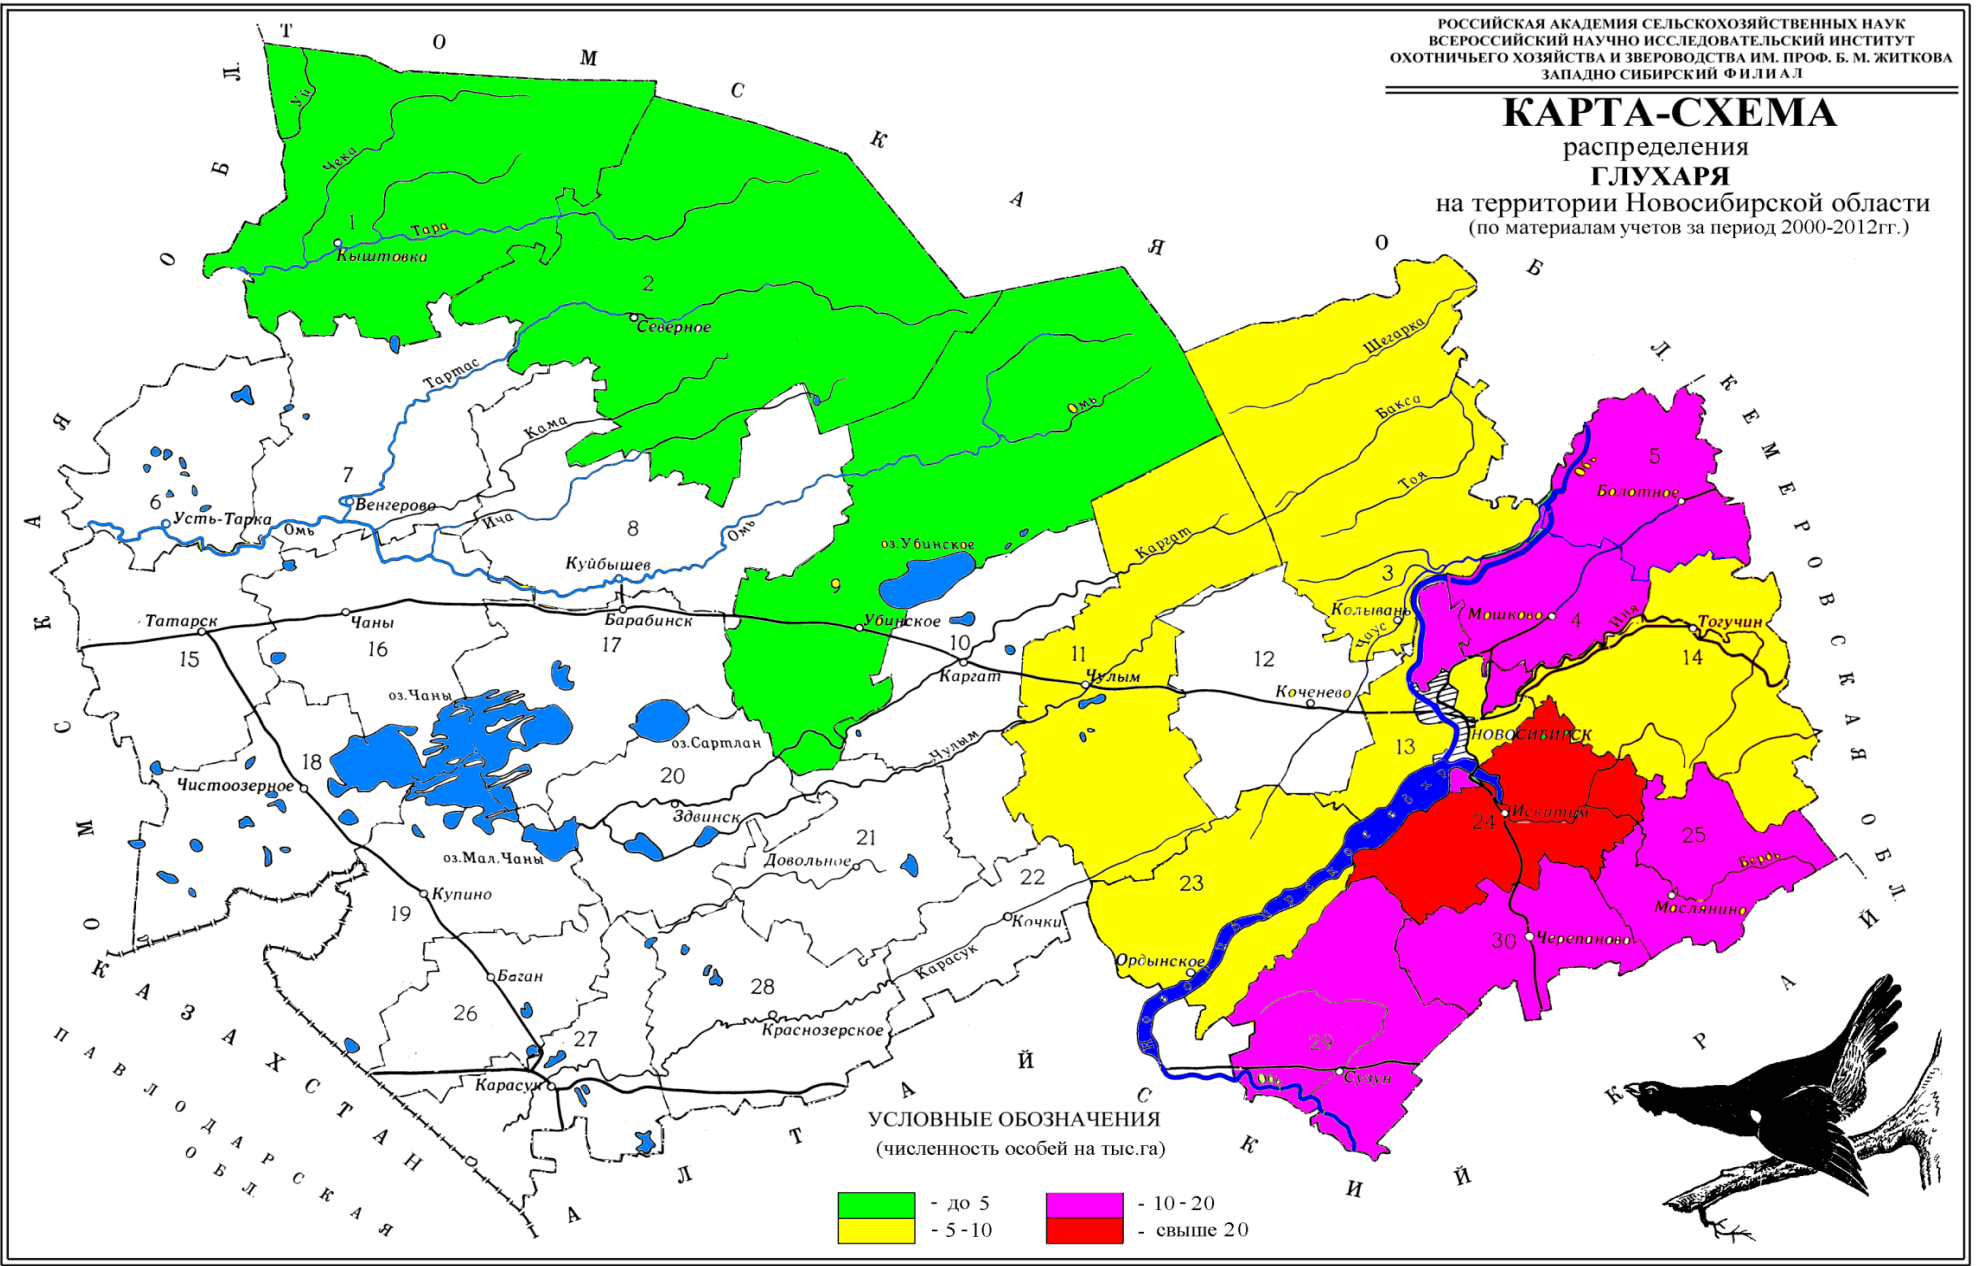 РОССИЙСКАЯ АКАДЕМИЯ СЕЛЬСКОХОЗЯЙСТВЕННЫХ НАУК
ВСЕРОССИЙСКИЙ НАУЧНО ИССЛЕДОВАТЕЛЬСКИЙ ИНСТИТУТ
ОХОТНИЧЬЕГО ХОЗЯЙСТВА И ЗВЕРОВОДСТВА ИМ. ПРОФ. Б. М. ЖИТКОВА
ЗАПАДНО СИБИРСКИЙ ФИЛИАЛ
КАРТА-СХЕМА
распределения
ГЛУХАРЯ
на территории Новосибирской области
(по материалам учетов за период 2000-2012гг.)
ТОМСКАЯ ОБЛ.
КЕМЕРОВСКАЯ ОБЛ.
ОМСКАЯ ОБЛ.
КАЗАХСТАН
ПАВЛОДАРСКАЯ
ОБЛ.
АЛТАЙСКИЙ КРАЙ
Уй
Чека
1
Тара
Кыштовка
2
Северное
Тартас
Кама
Омь
Шегарка
Бакса
Тоя
5
Обь
Болотное
6
Усть-Тарка
7
Венгерово
Омь
Ича
8
Омь
Куйбышев
оз.Убинское
Каргат
9
3
Колывань
Чаус
Мошково
4
Иня
Тогучин
14
Татарск
15
Чаны
16
Барабинск
17
Убинское
10
Каргат
11
Чулым
12
Коченево
13
НОВОСИБИРСК
оз.Чаны
оз.Сартлан
Чулым
18
Чистоозерное
20
Здвинск
24
Искитим
25
Бердь
Маслянино
оз.Мал.Чаны
21
Довольное
22
Кочки
23
19
Купино
Карасук
Ордынское
30
Черепаново
Баган
26
27
28
Краснозерское
Карасук
29
Сузун
Обь
УСЛОВНЫЕ ОБОЗНАЧЕНИЯ
(численность особей на тыс.га)
- до 5
- 10-20
- 5-10
- свыше 20